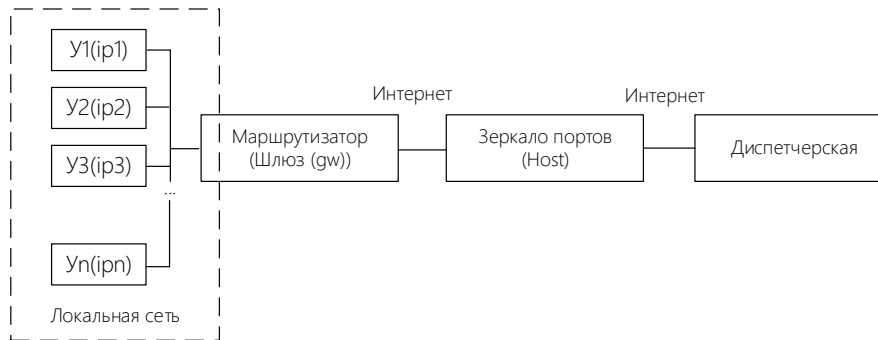 У1(ip1)
У2(ip2)
У3(ip3)
...
Уn(ipn)
Локальная сеть
Маршрутизатор
(Шлюз (gw))
Интернет
Зеркало портов
(Host)
Интернет
Диспетчерская